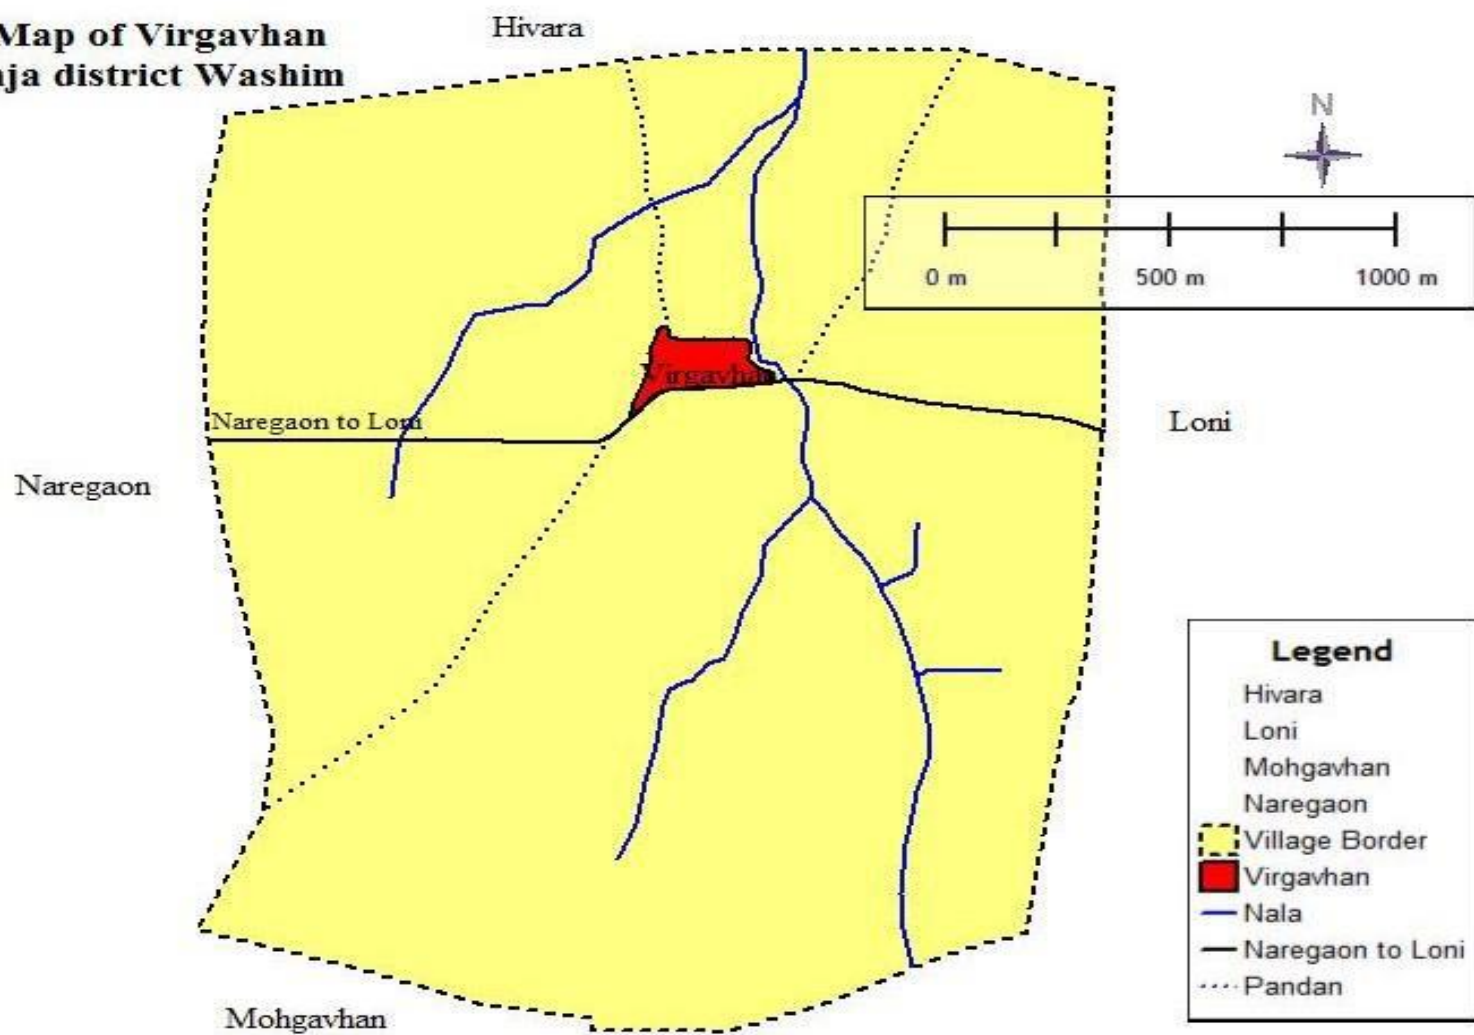 Map of Virgavhan
ja district Washim
Hivara
N
0 m 500 m 1000 m
Virgavhan
Naregaon to Loni
Loni
Naregaon
Mohgavhan
Legend
Hivara
Loni
Mohgavhan
Naregaon
Village Border
Virgavhan
Nala
Naregaon to Loni
Pandan